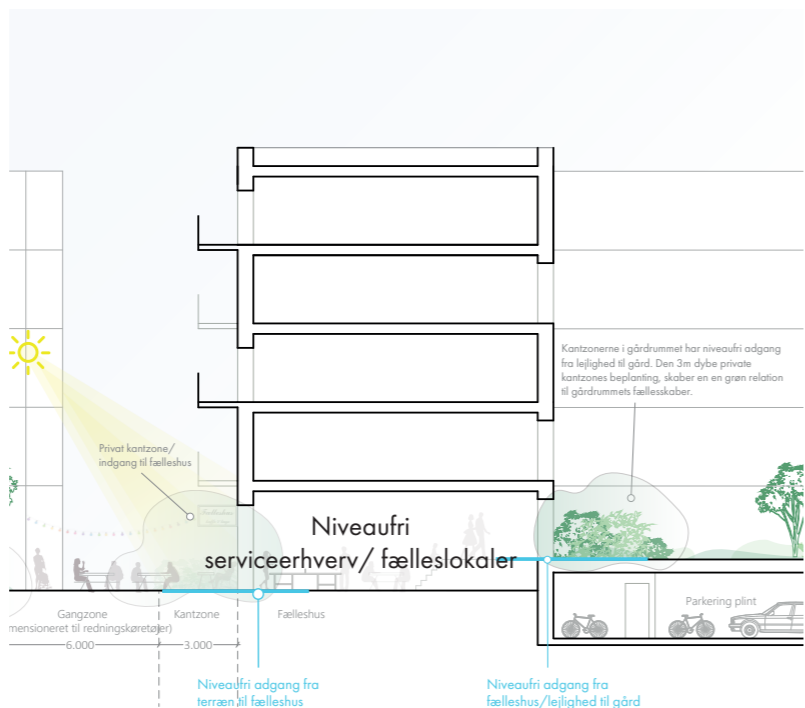 Kantzonerne i gårdrummet har niveaufri adgang
fra lejlighed til gård. Den 3m dybe private
kantzones beplanting, skaber en en grøn relation
til gårdrummets fællesskaber.
Privat kantzone/
indgang til fælleshus
Fælleshus
Niveaufri
serviceerhverv/ fælleslokaler
Parkering plint
Gangzone
mensioneret til redningskøretøjer)
6.000
Kantzone
3.000
Fælleshus
Niveaufri adgang fra
terræn til fælleshus
Niveaufri adgang fra
fælleshus/lejlighed til gård